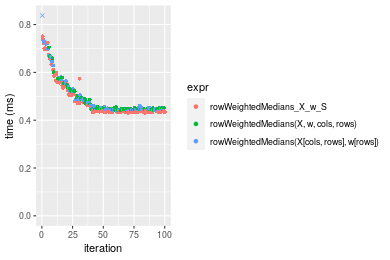 0.8
0.6
0.4
0.2
0.0
time (ms)
0
25
50
75
100
iteration
expr
rowWeightedMedians_X_w_S
rowWeightedMedians(X, w, cols, rows)
rowWeightedMedians(X[cols, rows], w[rows])